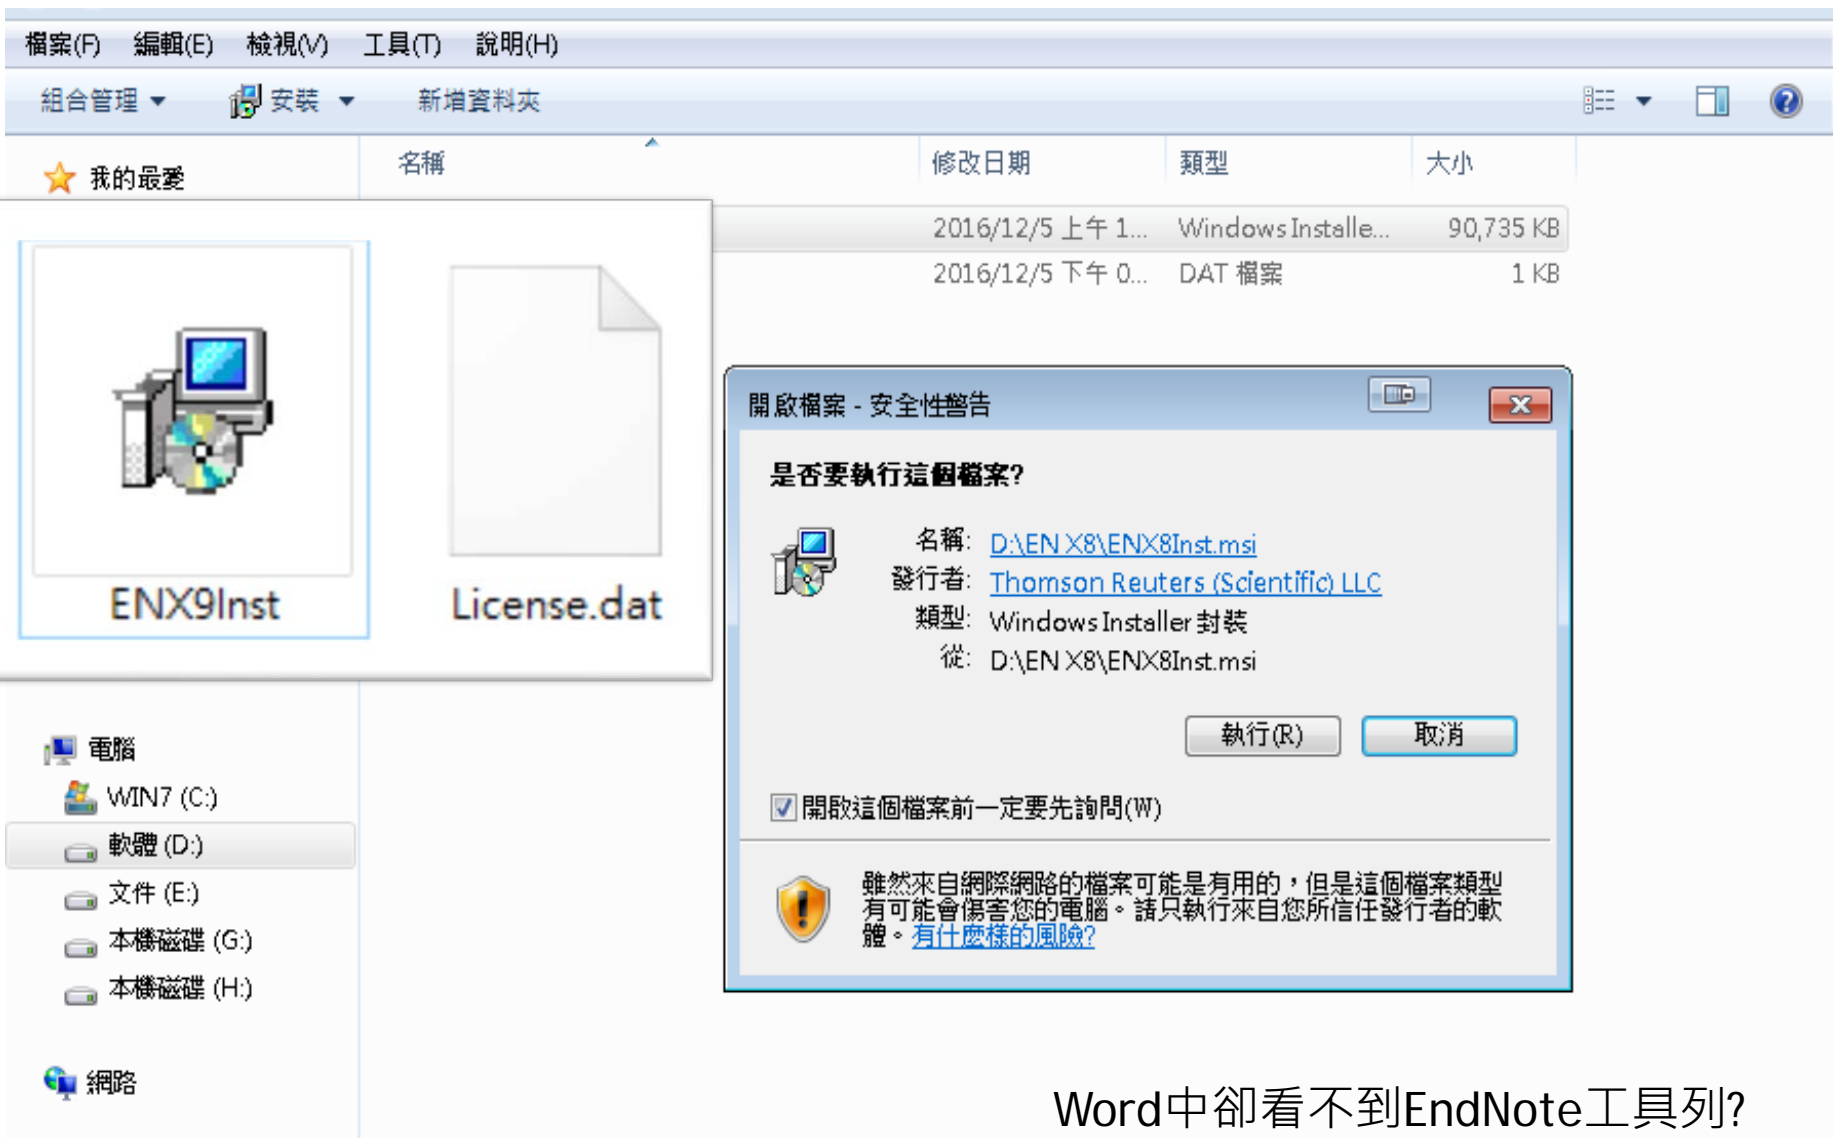 檔案(F) 編輯(E) 檢視(V) 工具(T) 說明(H)
組合管理 安裝 新增資料夾
我的最愛
名稱 修改日期 類型 大小
2016/12/5 上午 1... Windows Installe... 90,735 KB
2016/12/5 下午 0... DAT 檔案 1 KB
ENX9Inst
License.dat
開啟檔案 - 安全性警告
是否要執行這個檔案?
名稱: D:\EN X8\ENX8Inst.msi
發行者: Thomson Reuters (Scientific) LLC
類型: Windows Installer 封裝
從: D:\EN X8\ENX8Inst.msi
執行(R) 取消
開啟這個檔案前一定要先詢問(W)
雖然來自網際網路的檔案可能是有用的，但是這個檔案類型
有可能會傷害您的電腦。請只執行來自您所信任發行者的軟
體。有什麼樣的風險?
電腦
WIN7 (C:)
軟體 (D:)
文件 (E:)
本機磁碟 (G:)
本機磁碟 (H:)
網路
Word中卻看不到EndNote工具列?